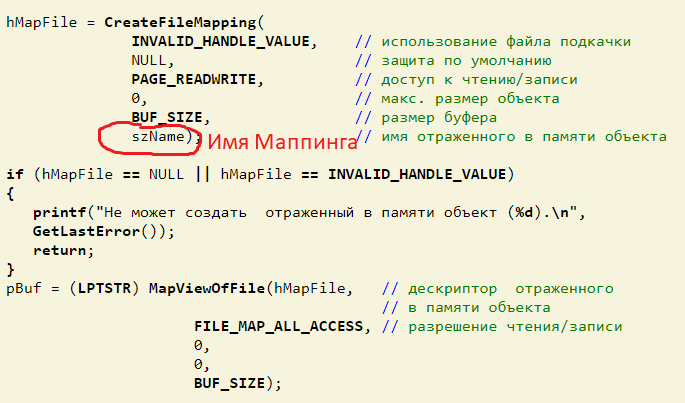 hMapFile = CreateFileMapping(
INVALID_HANDLE_VALUE, // использование файла подкачки
NULL, // защита по умолчанию
PAGE_READWRITE, // доступ к чтению/записи
0, // макс. размер объекта
BUF_SIZE, // размер буфера
szName); Имя Маппинга // имя отраженного в памяти объекта
if (hMapFile == NULL || hMapFile == INVALID_HANDLE_VALUE)
{
printf("Не может создать  отраженный в памяти объект (%d).\n",
GetLastError());
return;
}
pBuf = (LPTSTR) MapViewOfFile(hMapFile, // дескриптор  отраженного
// в памяти объекта
FILE_MAP_ALL_ACCESS, // разрешение чтения/записи
0,
0,
BUF_SIZE);